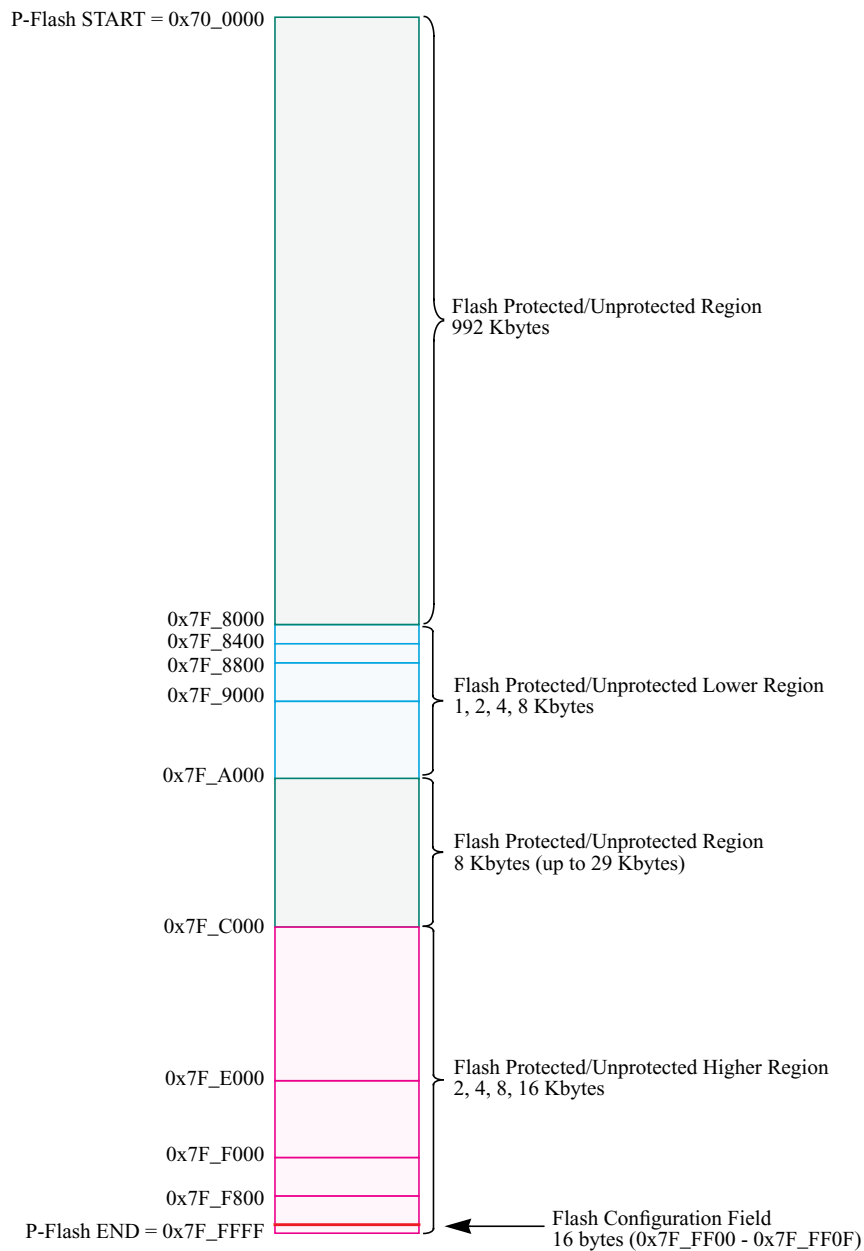 P-Flash START = 0x70_0000
Flash Protected/Unprotected Region
992 Kbytes
0x7F_8000
0x7F_8400
0x7F_8800
0x7F_9000
Flash Protected/Unprotected Lower Region
1, 2, 4, 8 Kbytes
0x7F_A000
Flash Protected/Unprotected Region
8 Kbytes (up to 29 Kbytes)
0x7F_C000
0x7F_E000
Flash Protected/Unprotected Higher Region
2, 4, 8, 16 Kbytes
0x7F_F000
0x7F_F800
P-Flash END = 0x7F_FFFF
Flash Configuration Field
16 bytes (0x7F_FF00 - 0x7F_FF0F)